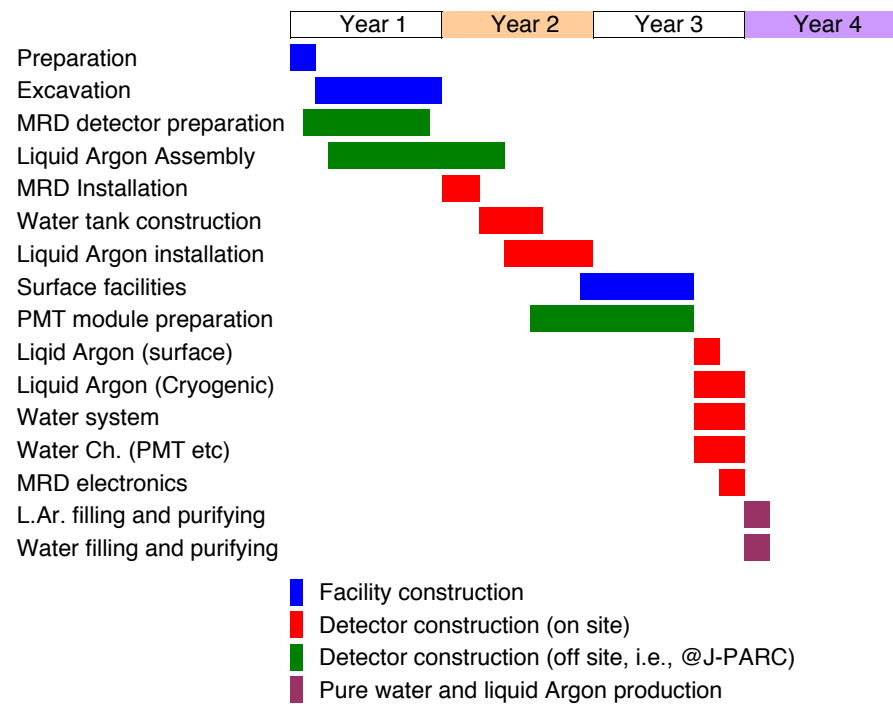 Year 1 Year 2 Year 3 Year 4
Preparation
Excavation
MRD detector preparation
Liquid Argon Assembly
MRD Installation
Water tank construction
Liquid Argon installation
Surface facilities
PMT module preparation
Liqid Argon (surface)
Liquid Argon (Cryogenic)
Water system
Water Ch. (PMT etc)
MRD electronics
L.Ar. filling and purifying
Water filling and purifying
Facility construction
Detector construction (on site)
Detector construction (off site, i.e., @J-PARC)
Pure water and liquid Argon production